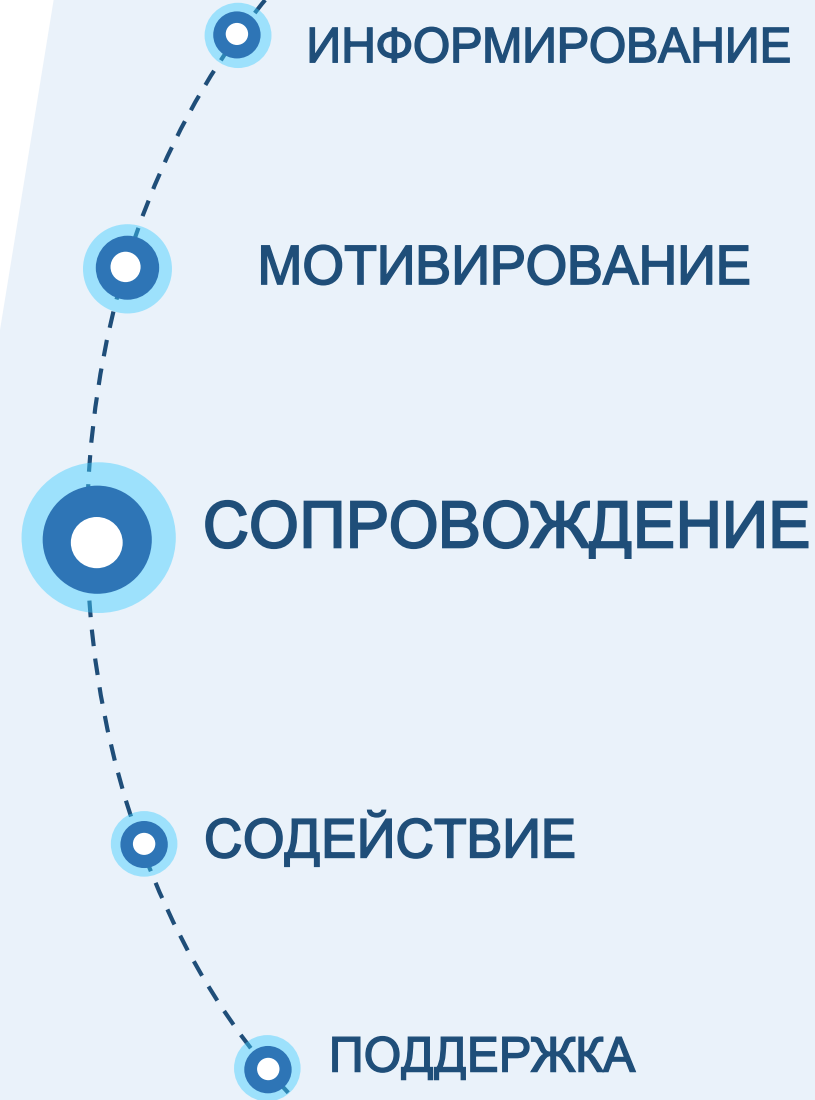 ИНФОРМИРОВАНИЕ
МОТИВИРОВАНИЕ
СОПРОВОЖДЕНИЕ
СОДЕЙСТВИЕ
ПОДДЕРЖКА